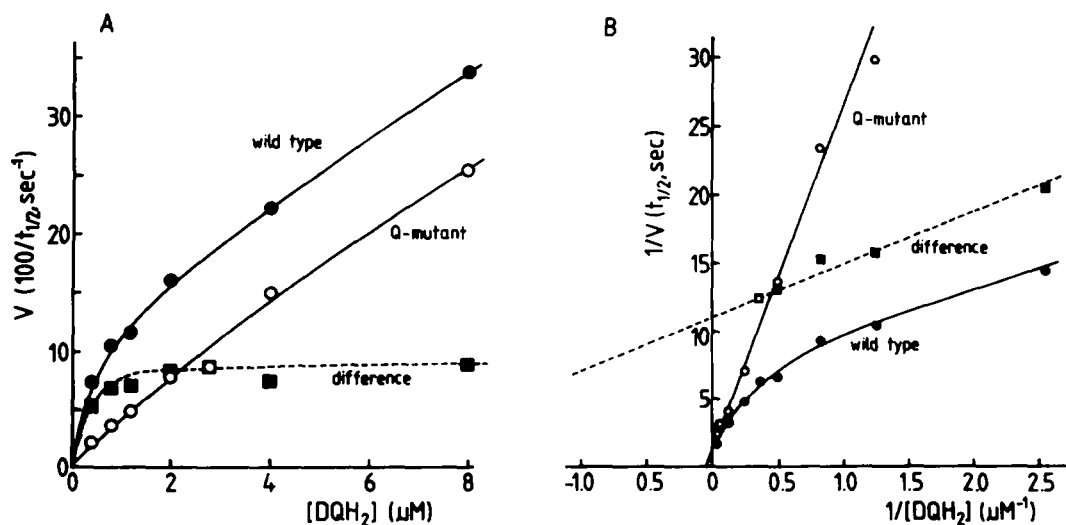 A
V (100/t1/2, sec⁻¹)
35
30
20
10
0
wild type
Q-mutant
difference
0
2
4
6
8
[DQH2] (μM)
B
1/V (t1/2, sec)
30
25
20
15
10
5
Q-mutant
difference
wild type
-1.0
-0.5
0
0.5
1.0
1.5
2.0
2.5
1/[DQH2] (μM⁻¹)